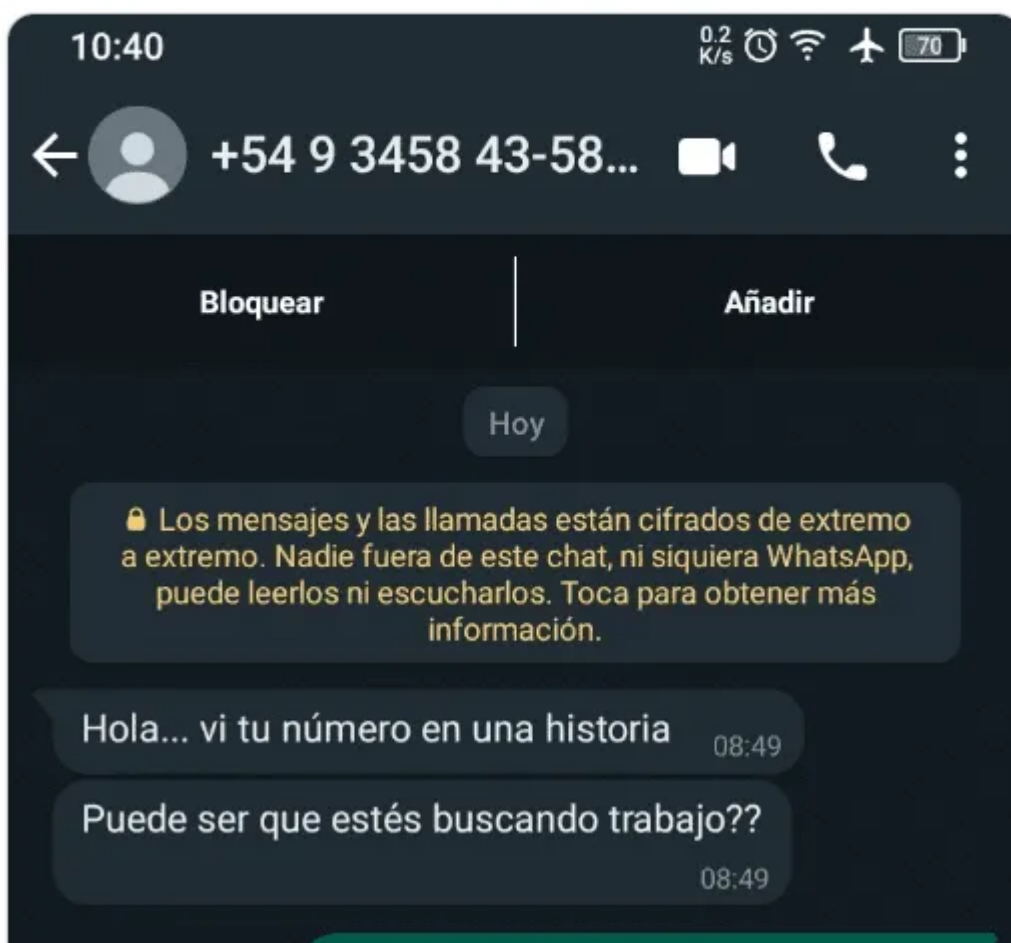 10:40
0.2
K/s
70
+54 9 3458 43-58...
Bloquear
Añadir
Hoy
Los mensajes y las llamadas están cifrados de extremo
a extremo. Nadie fuera de este chat, ni siquiera WhatsApp,
puede leerlos ni escucharlos. Toca para obtener más
información.
Hola... vi tu número en una historia
08:49
Puede ser que estés buscando trabajo??
08:49